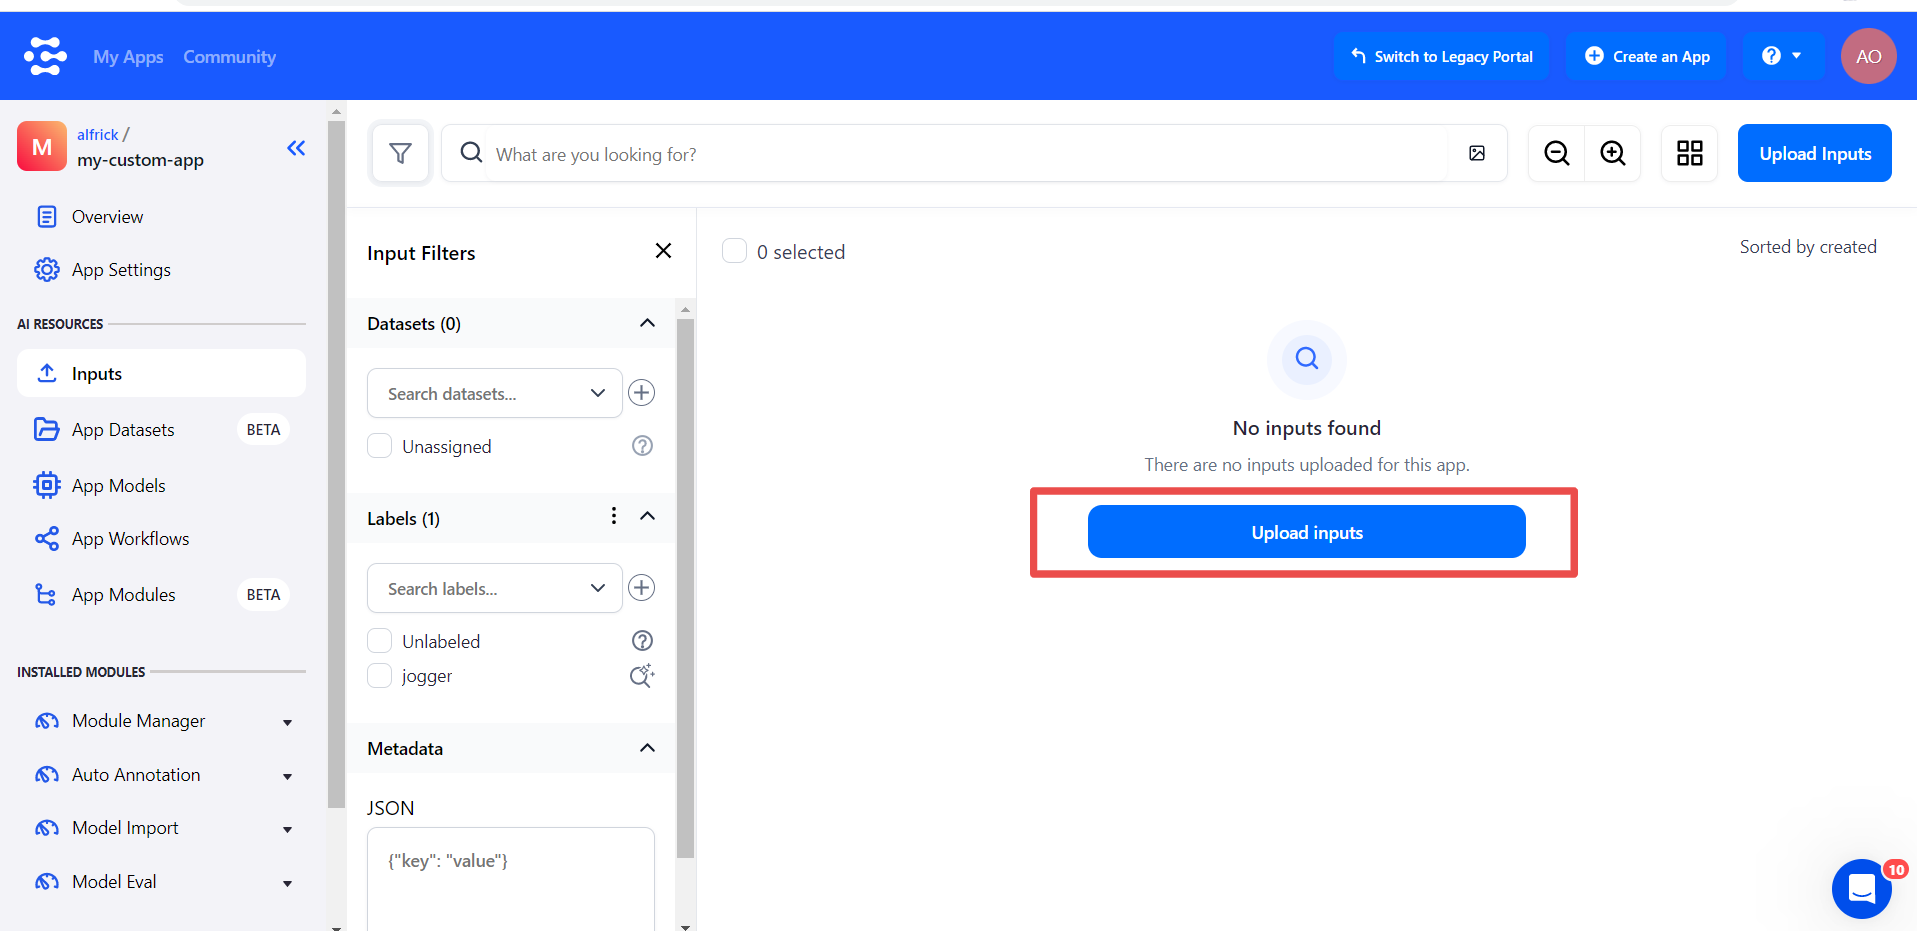 My Apps
Community
Switch to Legacy Portal
Create an App
AO
M
alfrick /
my-custom-app
Overview
App Settings
AI RESOURCES
Inputs
App Datasets BETA
App Models
App Workflows
App Modules BETA
INSTALLED MODULES
Module Manager
Auto Annotation
Model Import
Model Eval
What are you looking for?
Upload Inputs
Input Filters
Datasets (0)
Search datasets...
Unassigned
Labels (1)
Search labels...
Unlabeled
jogger
Metadata
JSON
{"key": "value"}
0 selected
Sorted by created
No inputs found
There are no inputs uploaded for this app.
Upload inputs
10